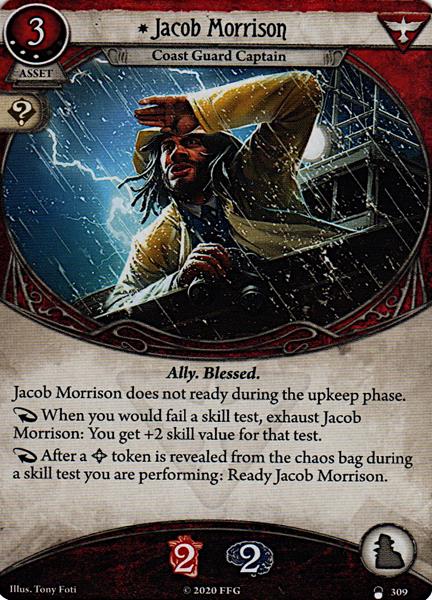 3
Jacob Morrison
ASSET
Coast Guard Captain
?
Ally. Blessed.
Jacob Morrison does not ready during the upkeep phase.
When you would fail a skill test, exhaust Jacob
Morrison: You get +2 skill value for that test.
After a token is revealed from the chaos bag during
a skill test you are performing: Ready Jacob Morrison.
2 2
Illus. Tony Foti © 2020 FFG 309